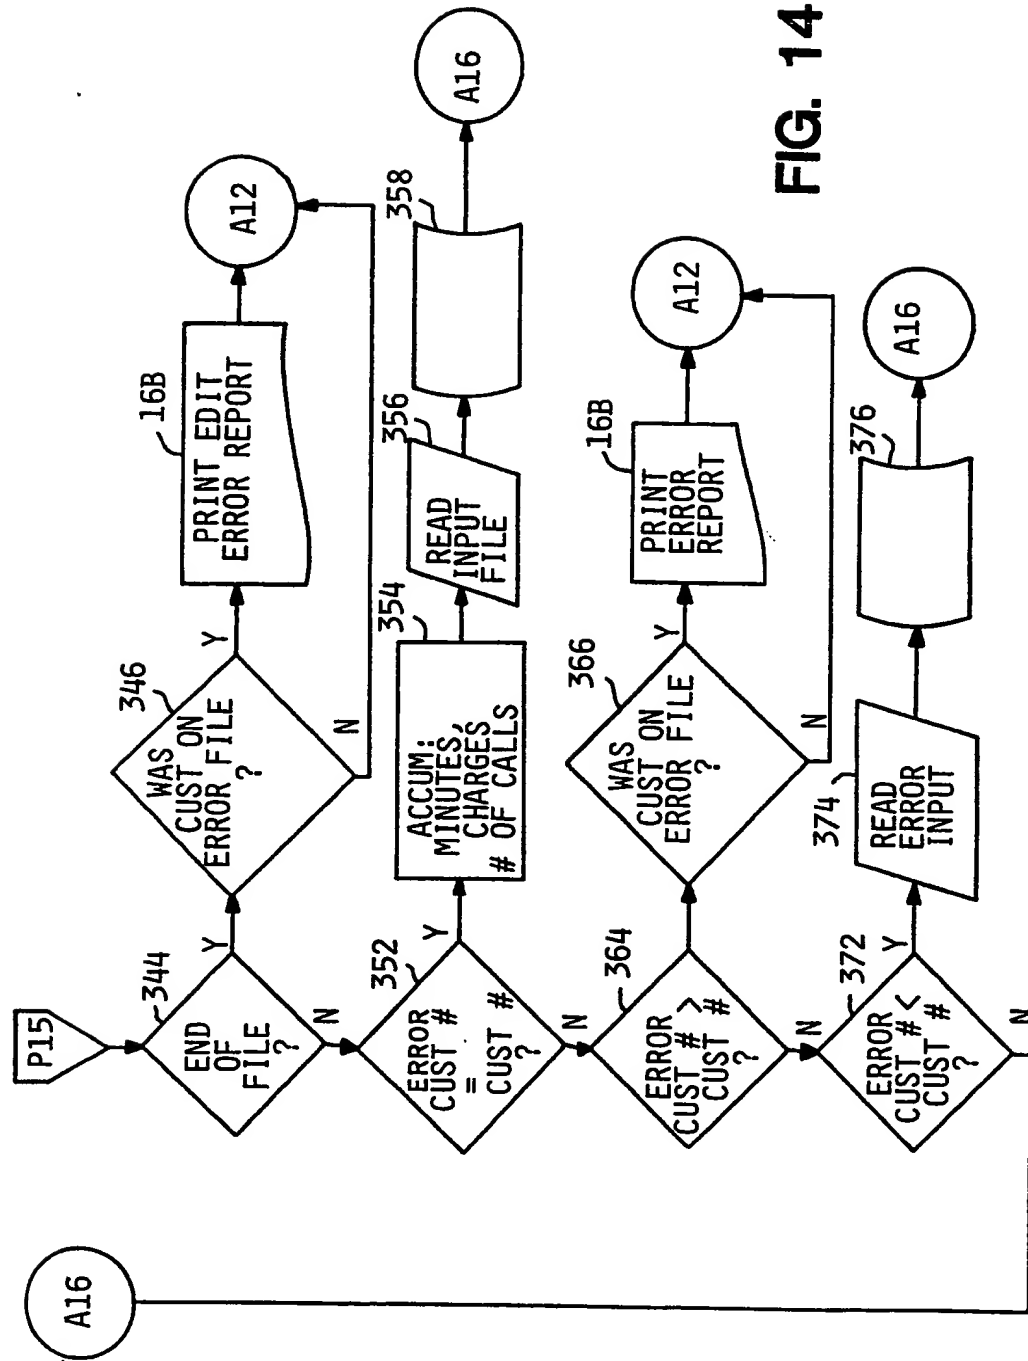 A16
P15
344
END
OF
FILE
?
Y
N
346
WAS
CUST ON
ERROR FILE
?
Y
N
16B
PRINT EDIT
ERROR REPORT
A12
352
ERROR
CUST #
= CUST #
?
Y
N
354
ACCUM:
MINUTES,
CHARGES
# OF CALLS
356
READ
INPUT
FILE
358
A16
364
ERROR
CUST # >
CUST #
?
N
366
WAS
CUST ON
ERROR FILE
?
Y
N
16B
PRINT
ERROR
REPORT
A12
372
ERROR
CUST # <
CUST #
?
Y
N
374
READ
ERROR
INPUT
376
A16
FIG. 14